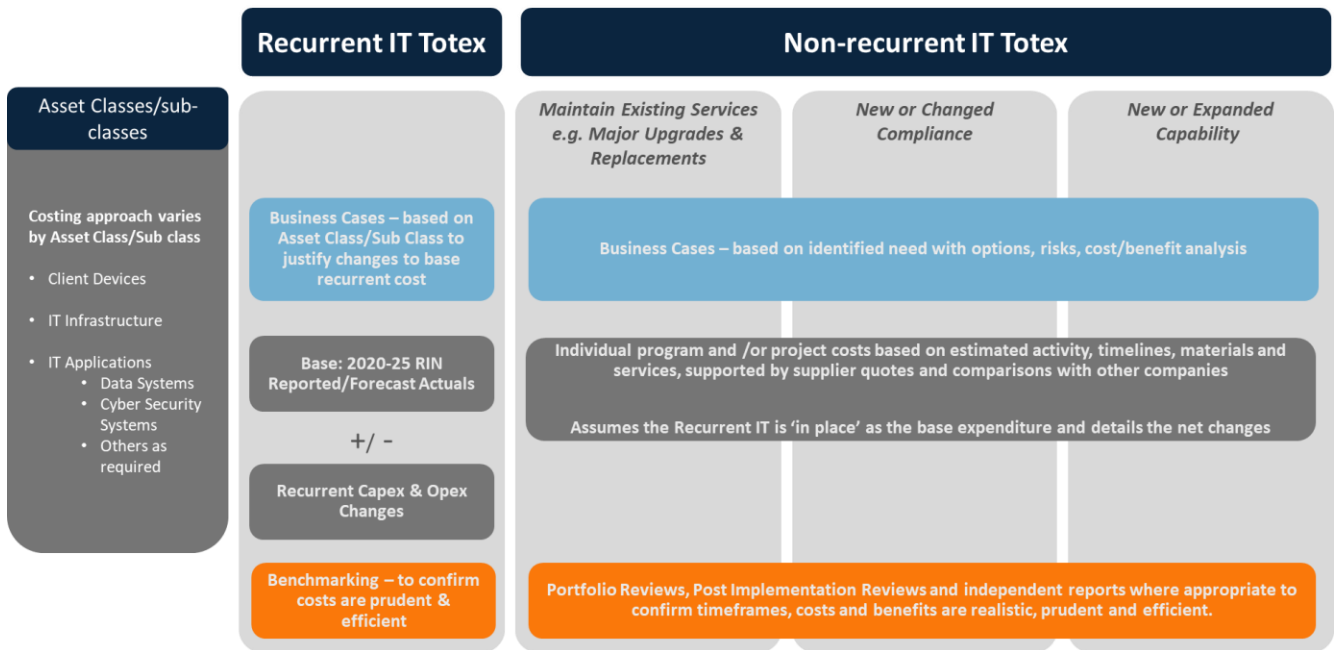 Recurrent IT Totex
Non-recurrent IT Totex
Asset Classes/sub-
classes
Costing approach varies
by Asset Class/Sub class
• Client Devices
• IT Infrastructure
• IT Applications
• Data Systems
• Cyber Security
Systems
• Others as
required
Business Cases – based on
Asset Class/Sub Class to
justify changes to base
recurrent cost
Base: 2020-25 RIN
Reported/Forecast Actuals
+/ -
Recurrent Capex & Opex
Changes
Benchmarking – to confirm
costs are prudent &
efficient
Maintain Existing Services
e.g. Major Upgrades &
Replacements
New or Changed
Compliance
New or Expanded
Capability
Business Cases – based on identified need with options, risks, cost/benefit analysis
Individual program and /or project costs based on estimated activity, timelines, materials and
services, supported by supplier quotes and comparisons with other companies
Assumes the Recurrent IT is ‘in place’ as the base expenditure and details the net changes
Portfolio Reviews, Post Implementation Reviews and independent reports where appropriate to
confirm timeframes, costs and benefits are realistic, prudent and efficient.